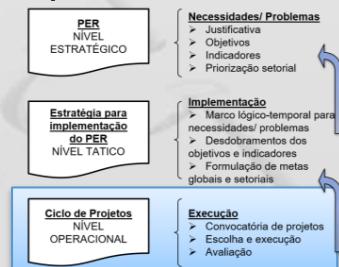 PER
NÍVEL
ESTRATÉGICO
Necessidades/ Problemas
➤ Justificativa
➤ Objetivos
➤ Indicadores
➤ Priorização setorial
Estratégia para
implementação
do PER
NÍVEL TATICO
Implementação
➤ Marco lógico-temporal para
necessidades/ problemas
➤ Desdobramentos dos
objetivos e indicadores
➤ Formulação de metas
globais e setoriais
Ciclo de Projetos
NÍVEL
OPERACIONAL
Execução
➤ Convocatória de projetos
➤ Escolha e execução
➤ Avaliação